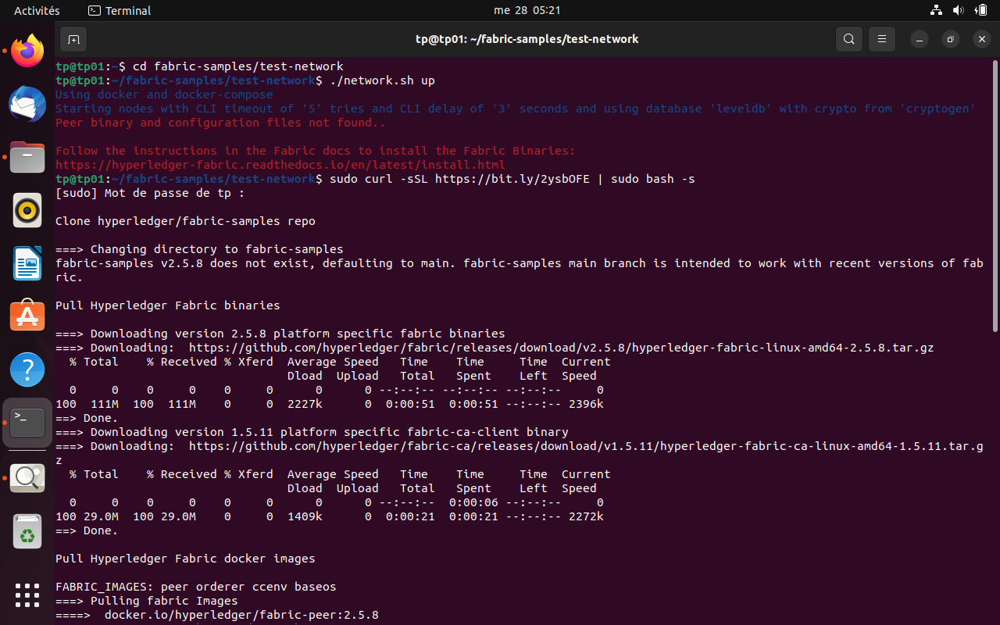 Activités
Terminal
me 28 05:21
tp@tp01: ~/fabric-samples/test-network
tp@tp01:~$ cd fabric-samples/test-network
tp@tp01:~/fabric-samples/test-network$ ./network.sh up
Using docker and docker-compose
Starting nodes with CLI timeout of '5' tries and CLI delay of '3' seconds and using database 'leveldb' with crypto from 'cryptogen'
Peer binary and configuration files not found..
Follow the instructions in the Fabric docs to install the Fabric Binaries:
https://hyperledger-fabric.readthedocs.io/en/latest/install.html
tp@tp01:~/fabric-samples/test-network$ sudo curl -sSL https://bit.ly/2ysbOFE | sudo bash -s
[sudo] Mot de passe de tp :
Clone hyperledger/fabric-samples repo
===> Changing directory to fabric-samples
fabric-samples v2.5.8 does not exist, defaulting to main. fabric-samples main branch is intended to work with recent versions of fab
ric.
Pull Hyperledger Fabric binaries
===> Downloading version 2.5.8 platform specific fabric binaries
===> Downloading:  https://github.com/hyperledger/fabric/releases/download/v2.5.8/hyperledger-fabric-linux-amd64-2.5.8.tar.gz
  % Total    % Received % Xferd  Average Speed   Time    Time     Time  Current
                                 Dload  Upload   Total   Spent    Left  Speed
  0     0    0     0    0     0      0      0 --:--:-- --:--:-- --:--:--     0
100  111M  100  111M    0     0  2227k      0  0:00:51  0:00:51 --:--:-- 2396k
==> Done.
===> Downloading version 1.5.11 platform specific fabric-ca-client binary
===> Downloading:  https://github.com/hyperledger/fabric-ca/releases/download/v1.5.11/hyperledger-fabric-ca-linux-amd64-1.5.11.tar.g
z
  % Total    % Received % Xferd  Average Speed   Time    Time     Time  Current
                                 Dload  Upload   Total   Spent    Left  Speed
  0     0    0     0    0     0      0      0 --:--:--  0:00:06 --:--:--     0
100 29.0M  100 29.0M    0     0  1409k      0  0:00:21  0:00:21 --:--:-- 2272k
==> Done.
Pull Hyperledger Fabric docker images
FABRIC_IMAGES: peer orderer ccenv baseos
===> Pulling fabric Images
====>  docker.io/hyperledger/fabric-peer:2.5.8